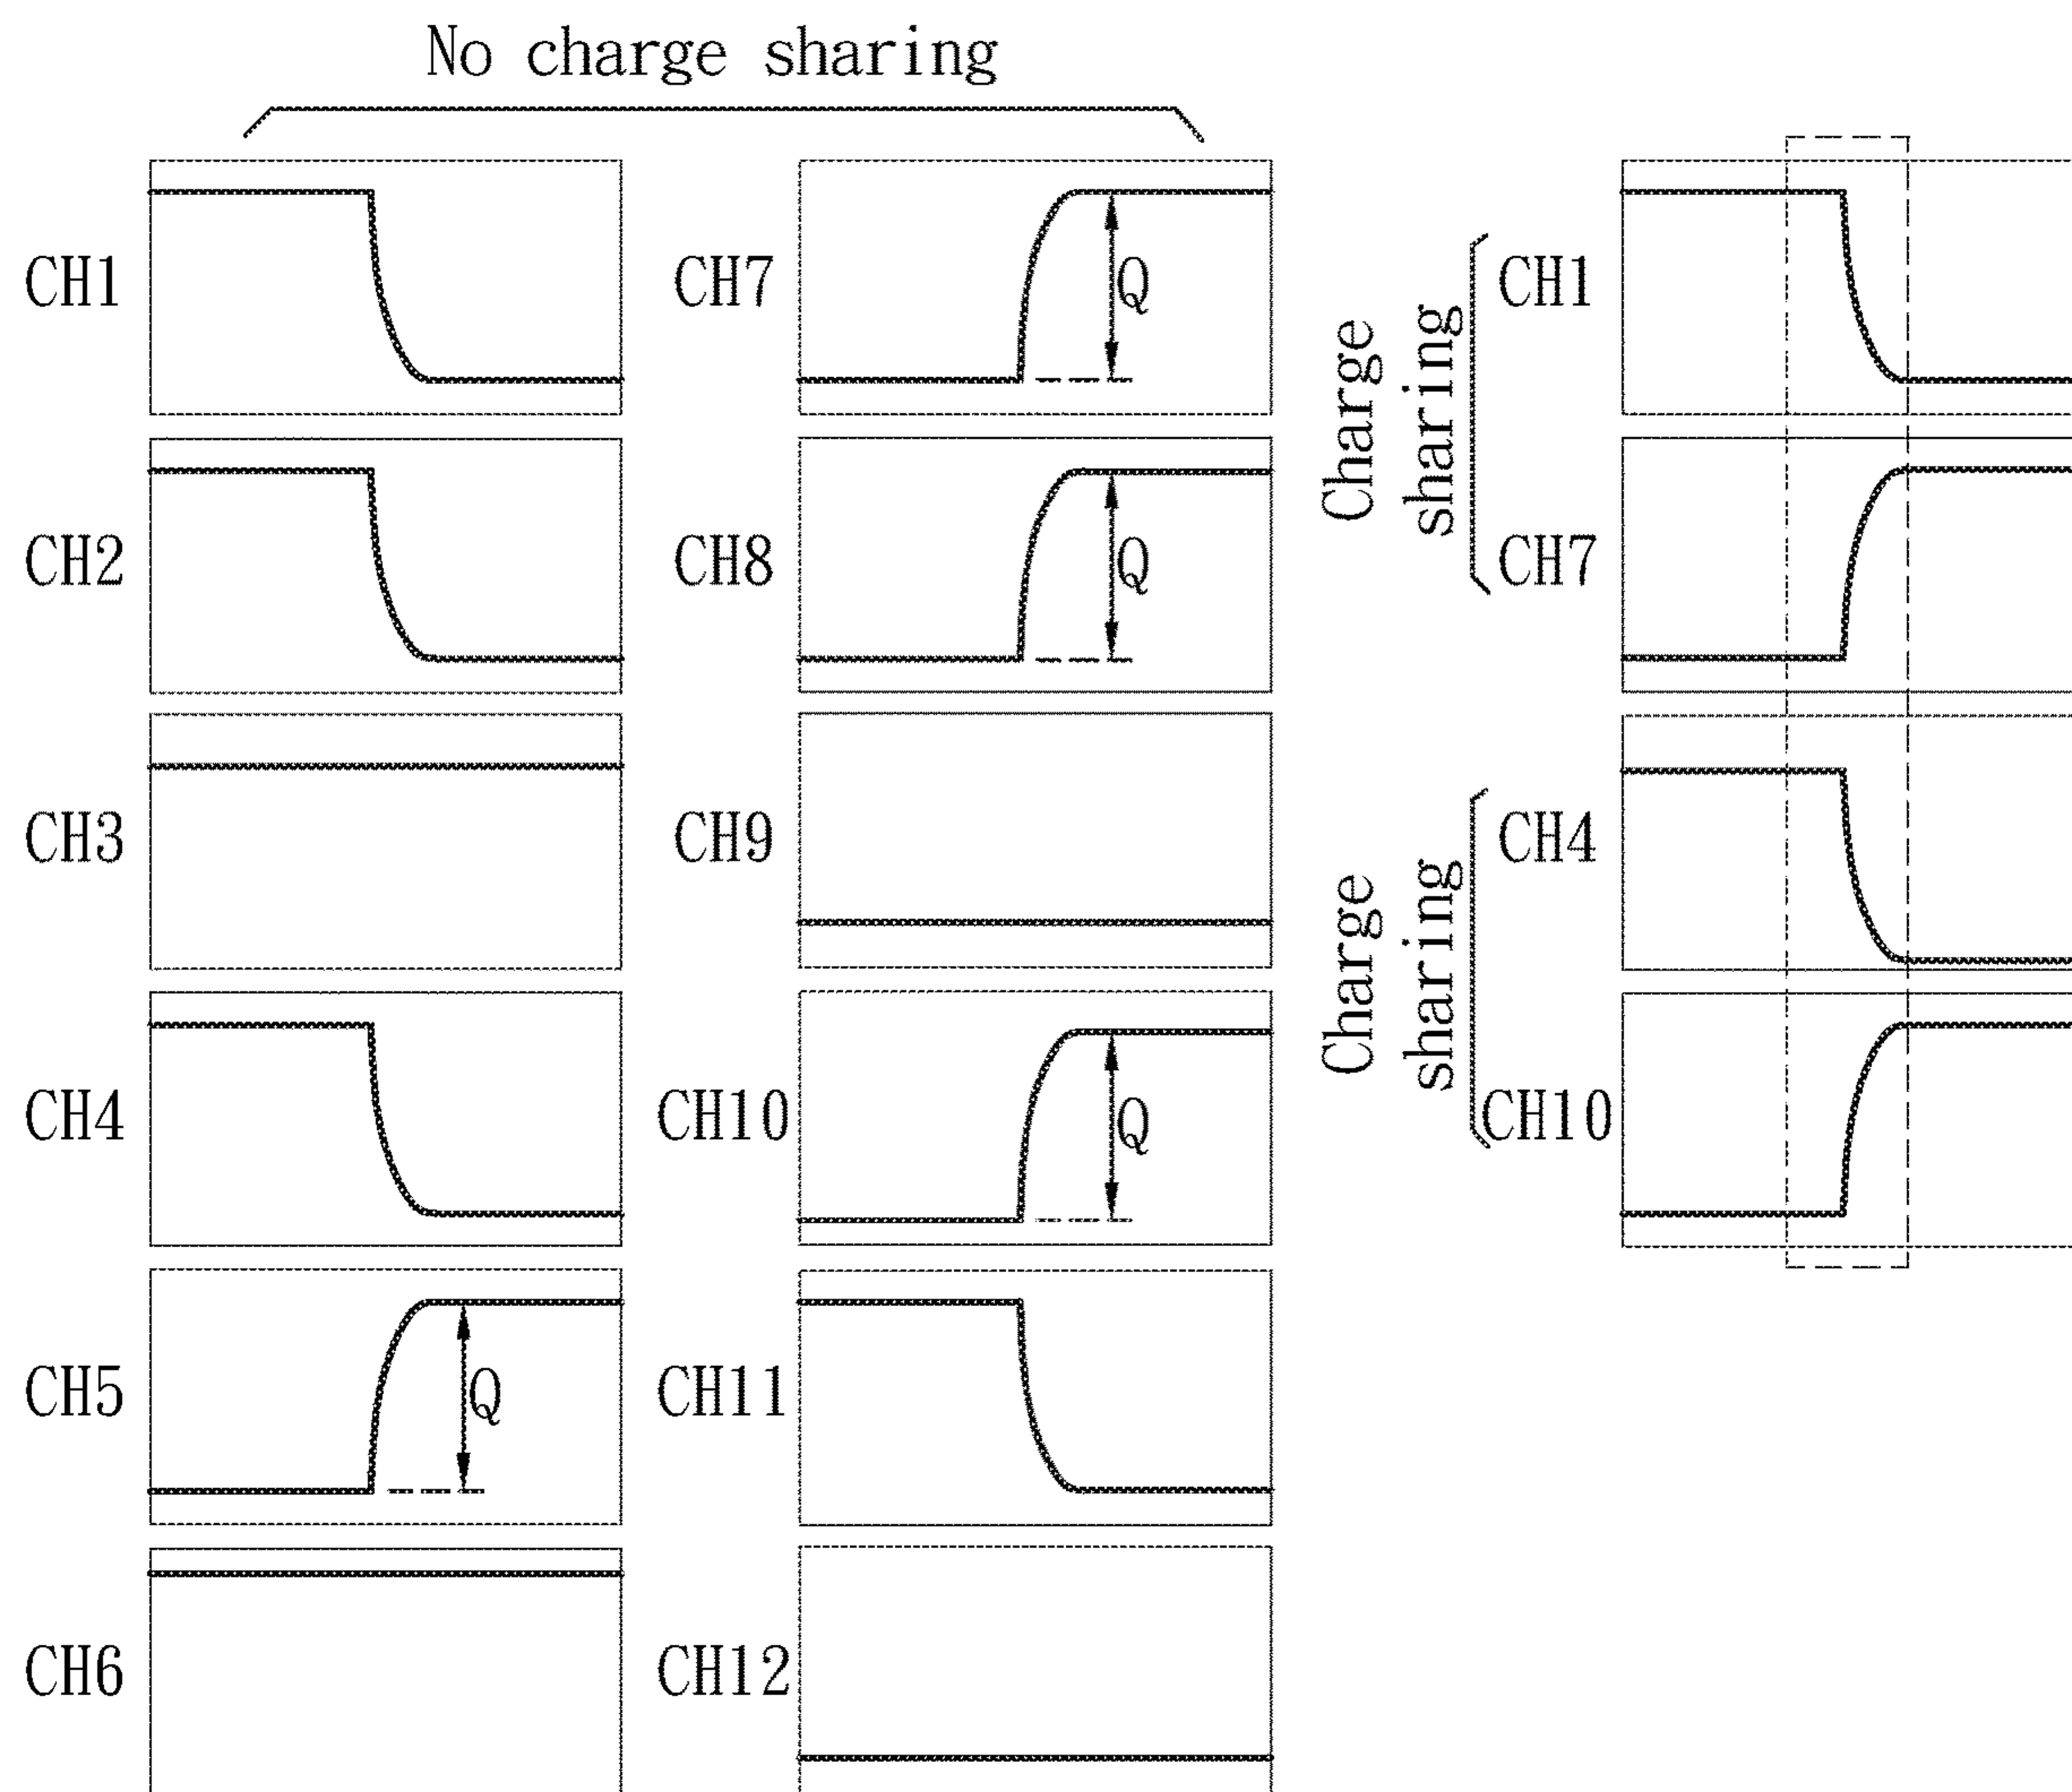 No charge sharing
CH1
CH7
Q
CH2
CH8
Q
CH3
CH9
CH4
CH10
Q
CH5
Q
CH11
CH6
CH12
Charge
sharing
CH1
CH7
Charge
sharing
CH4
CH10